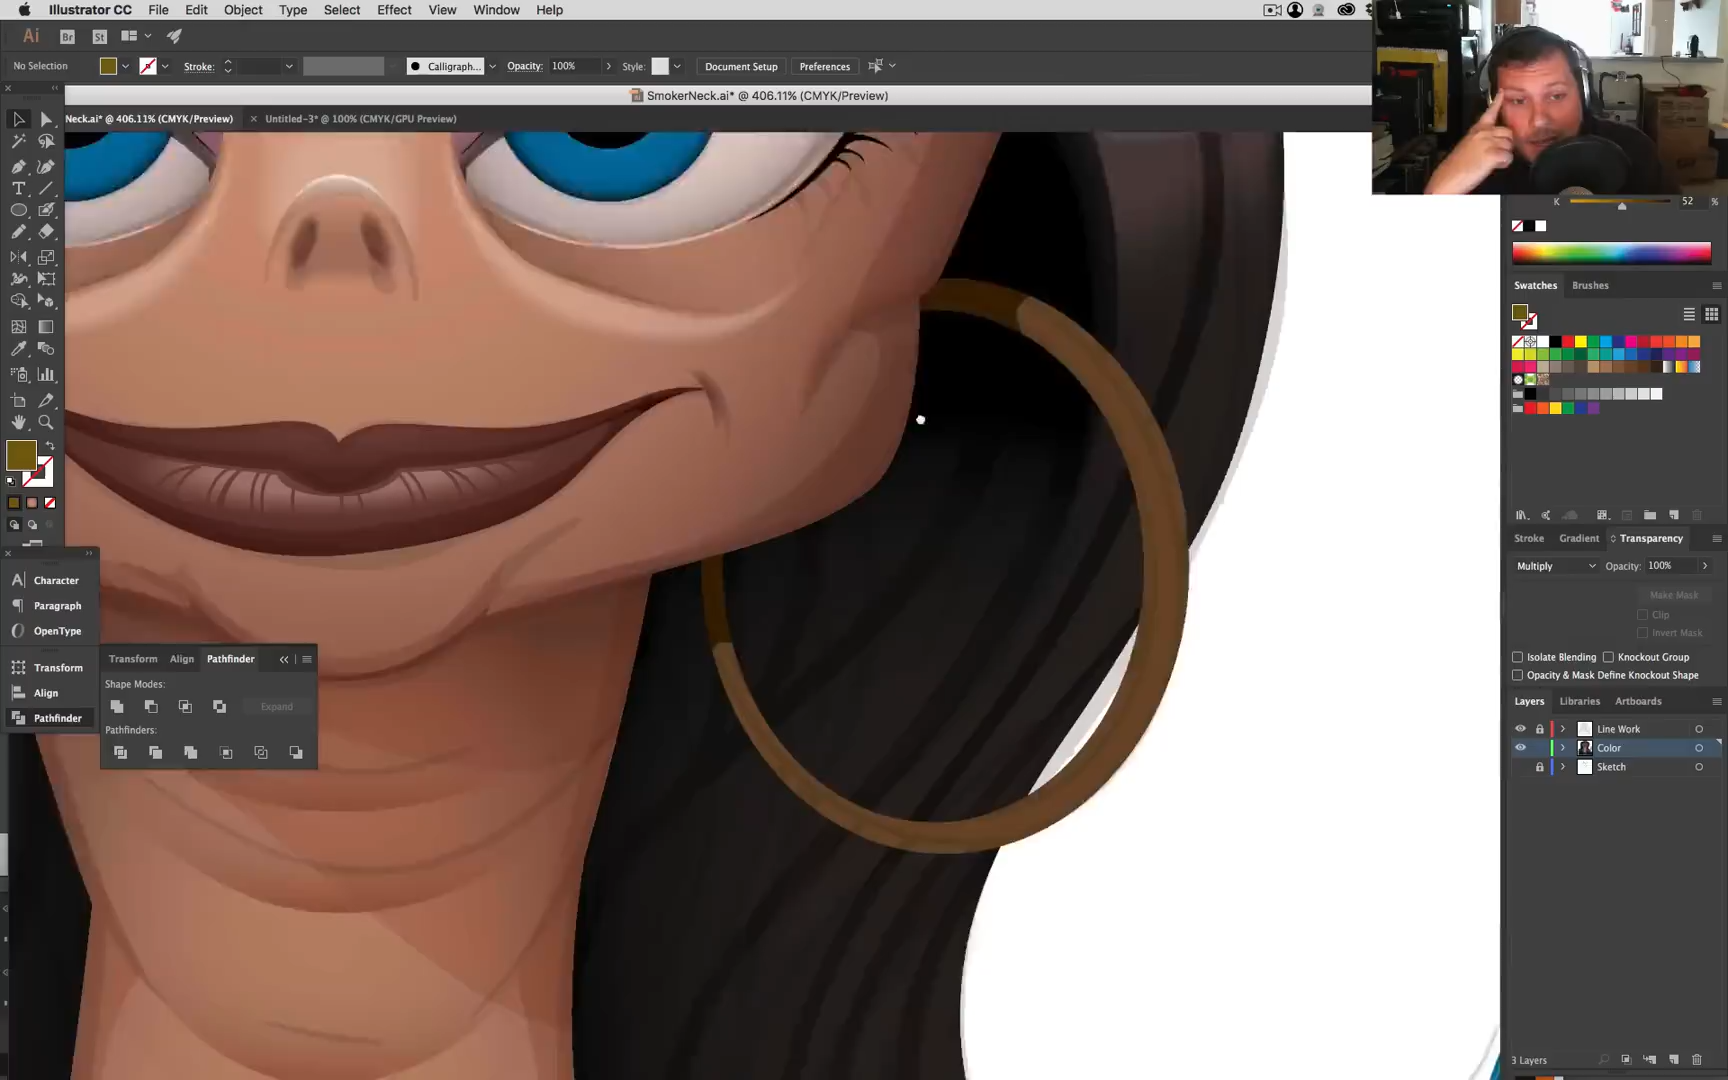 Illustrator CC File Edit Object Type Select Effect View Window Help
Ai Br St
No Selection Stroke: Calligraph... Opacity: 100% Style: Document Setup Preferences
SmokerNeck.ai* @ 406.11% (CMYK/Preview)
Neck.ai* @ 406.11% (CMYK/Preview) × Untitled-3* @ 100% (CMYK/GPU Preview)
K 52 %
Swatches Brushes
Stroke Gradient Transparency
Multiply Opacity: 100%
Make Mask
Clip
Invert Mask
Isolate Blending Knockout Group
Opacity & Mask Define Knockout Shape
Layers Libraries Artboards
Line Work
Color
Sketch
3 Layers
Character
Paragraph
OpenType
Transform
Align
Pathfinder
Transform Align Pathfinder
Shape Modes:
Expand
Pathfinders: